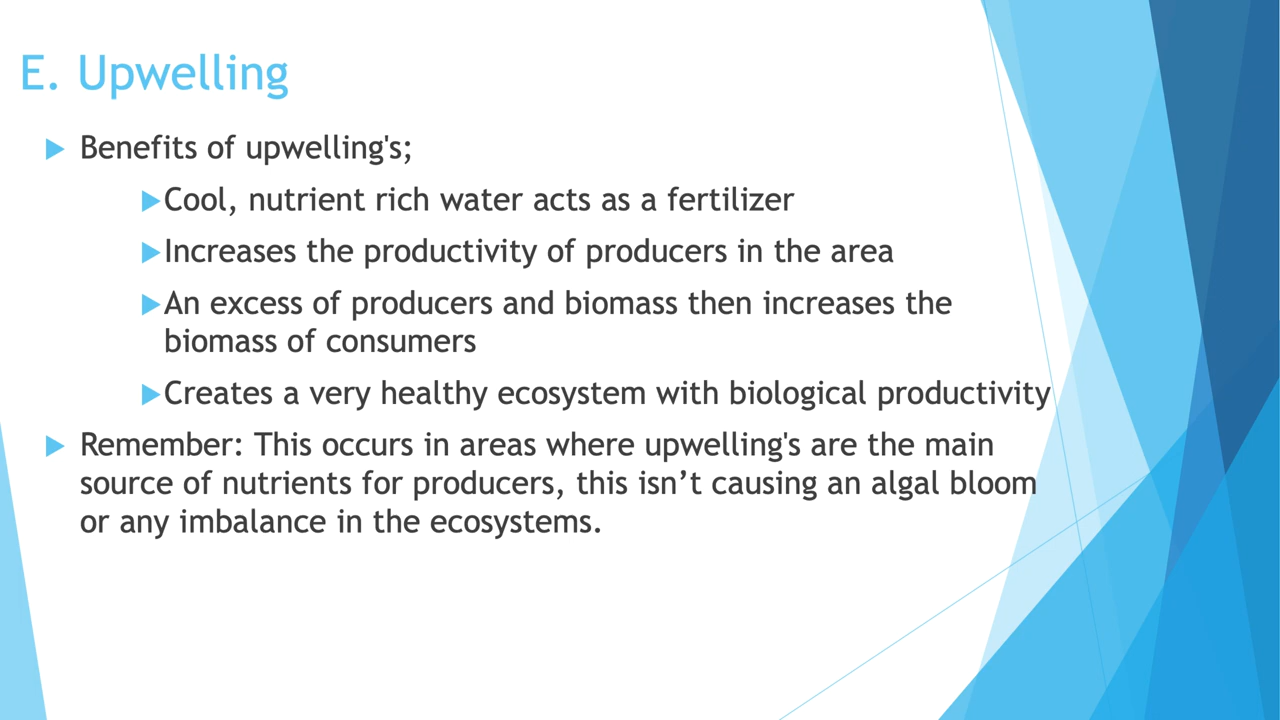 E. Upwelling
Benefits of upwelling's;
Cool, nutrient rich water acts as a fertilizer
Increases the productivity of producers in the area
An excess of producers and biomass then increases the
biomass of consumers
Creates a very healthy ecosystem with biological productivity
Remember: This occurs in areas where upwelling's are the main
source of nutrients for producers, this isn’t causing an algal bloom
or any imbalance in the ecosystems.